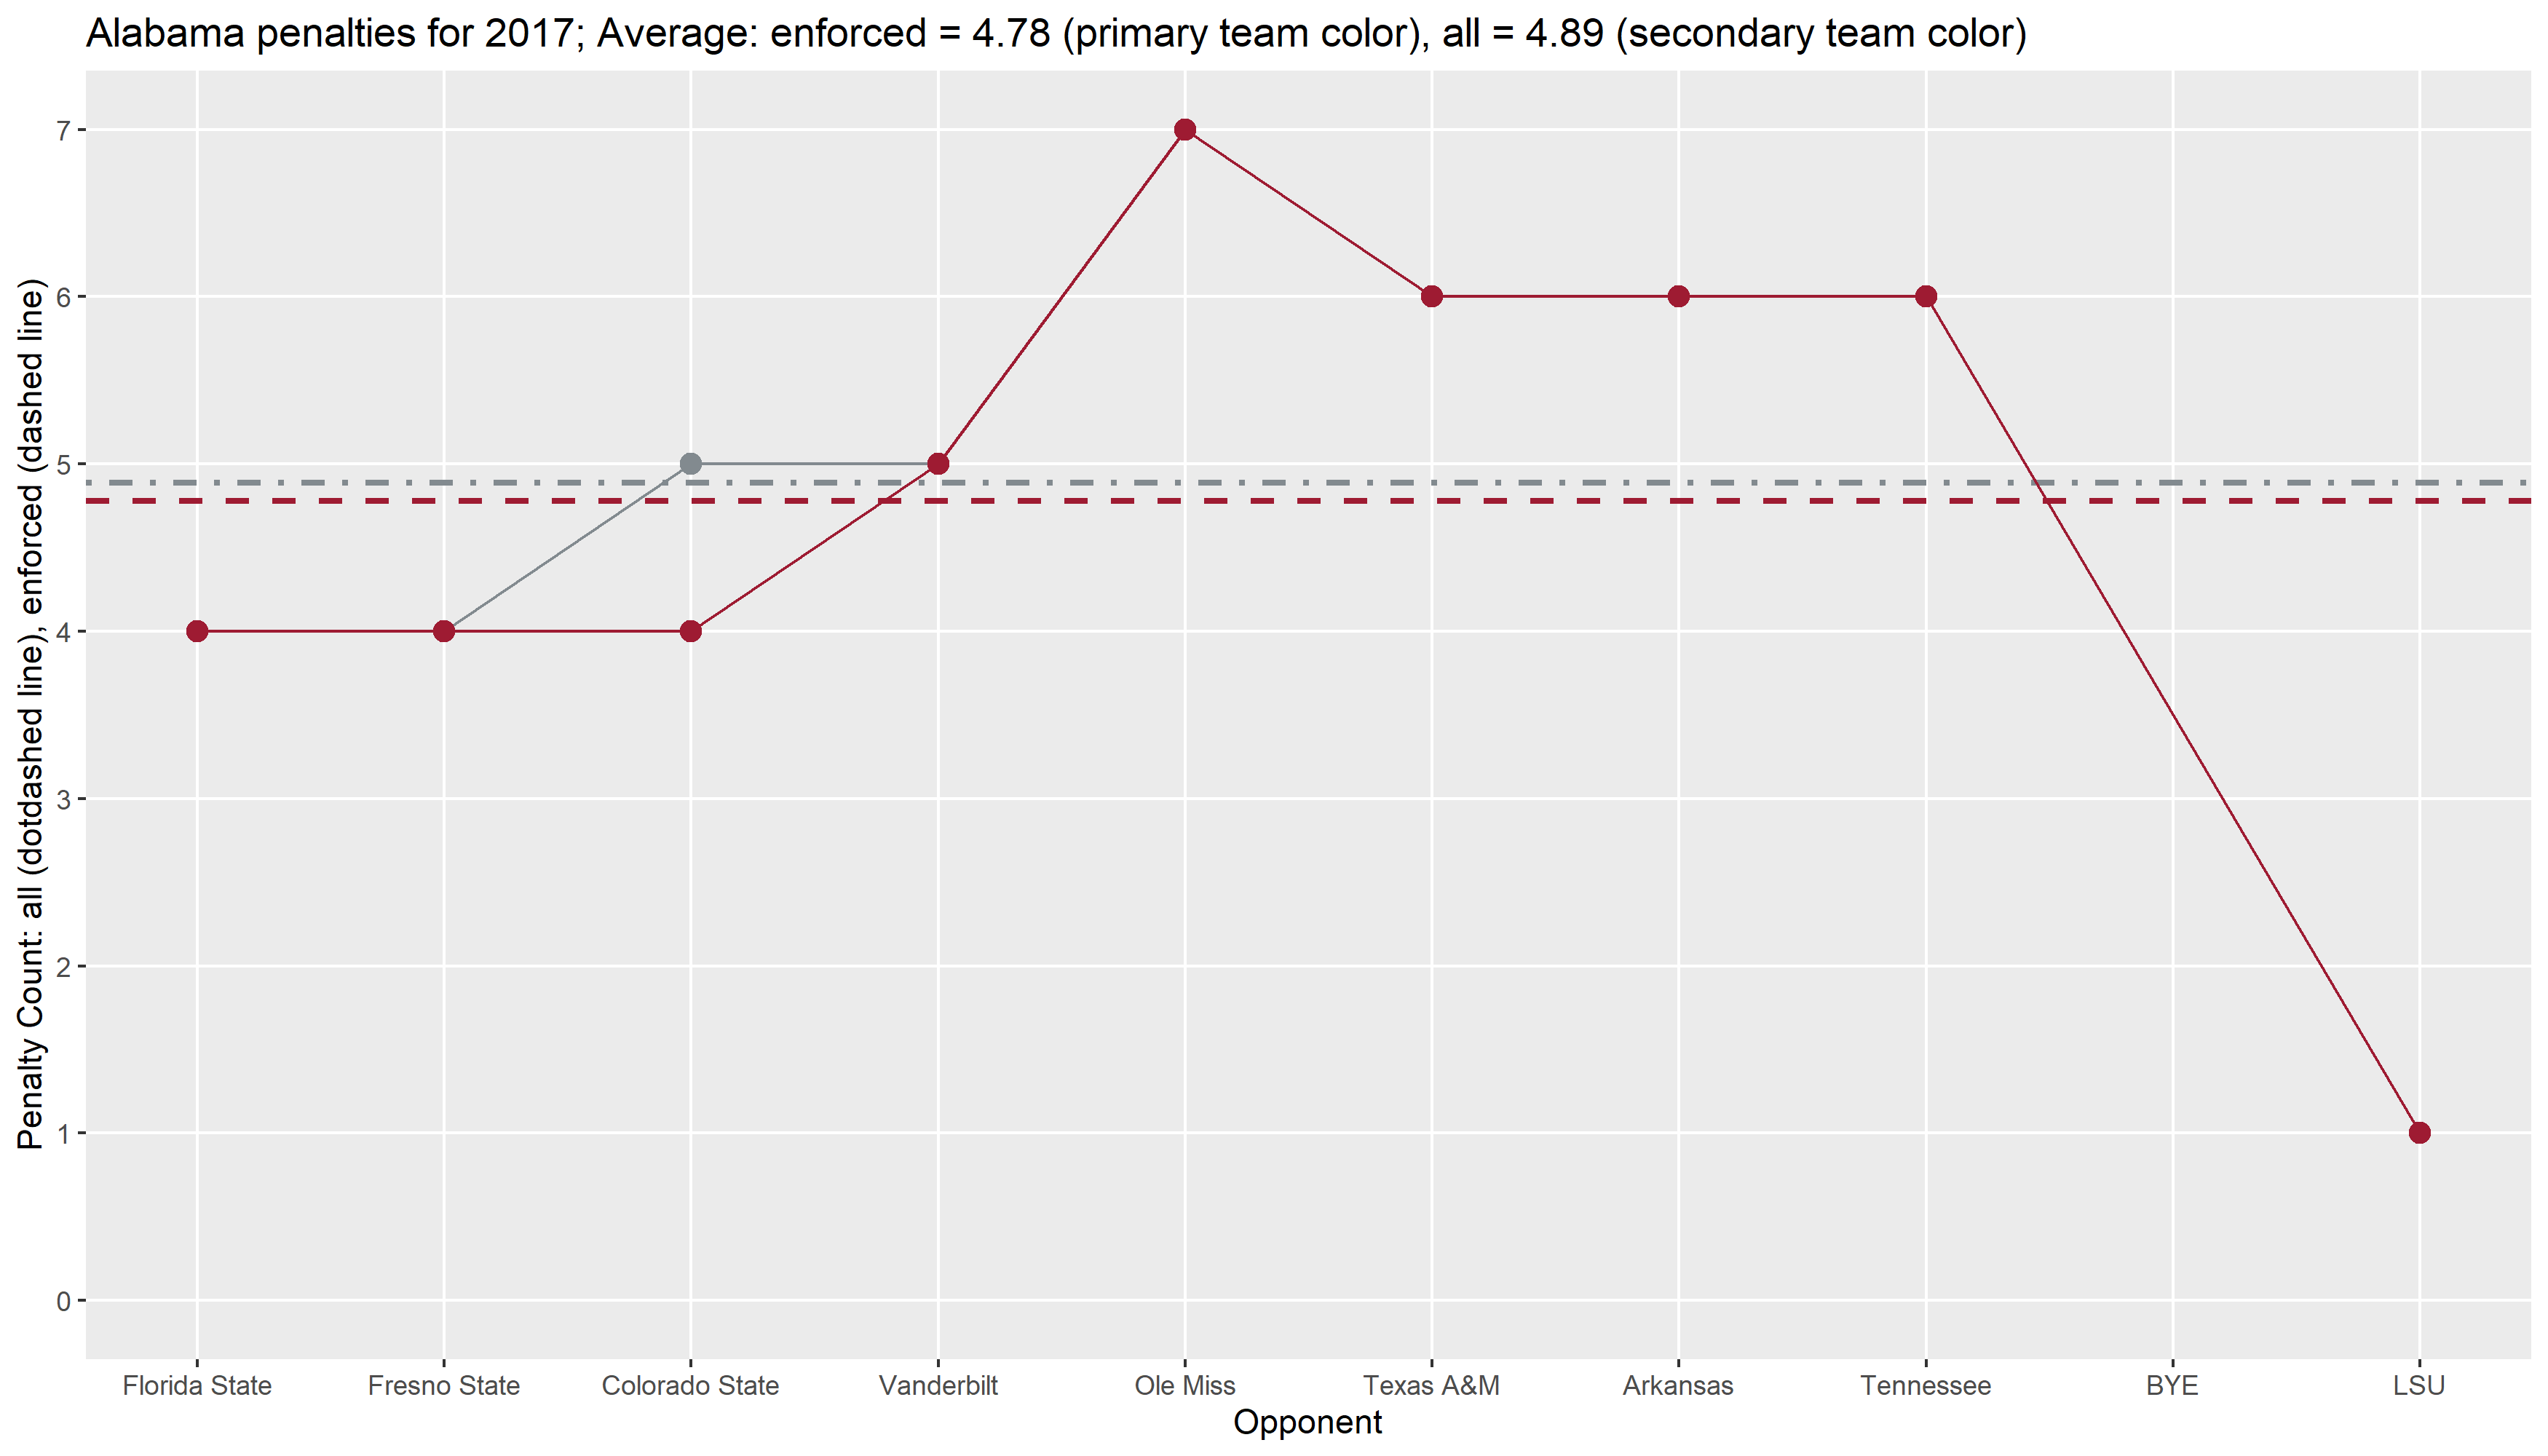 Alabama penalties for 2017; Average: enforced = 4.78 (primary team color), all = 4.89 (secondary team color)
Penalty Count: all (dotdashed line), enforced (dashed line)
7
6
5
4
3
2
1
0
Florida State
Fresno State
Colorado State
Vanderbilt
Ole Miss
Texas A&M
Arkansas
Tennessee
BYE
LSU
Opponent